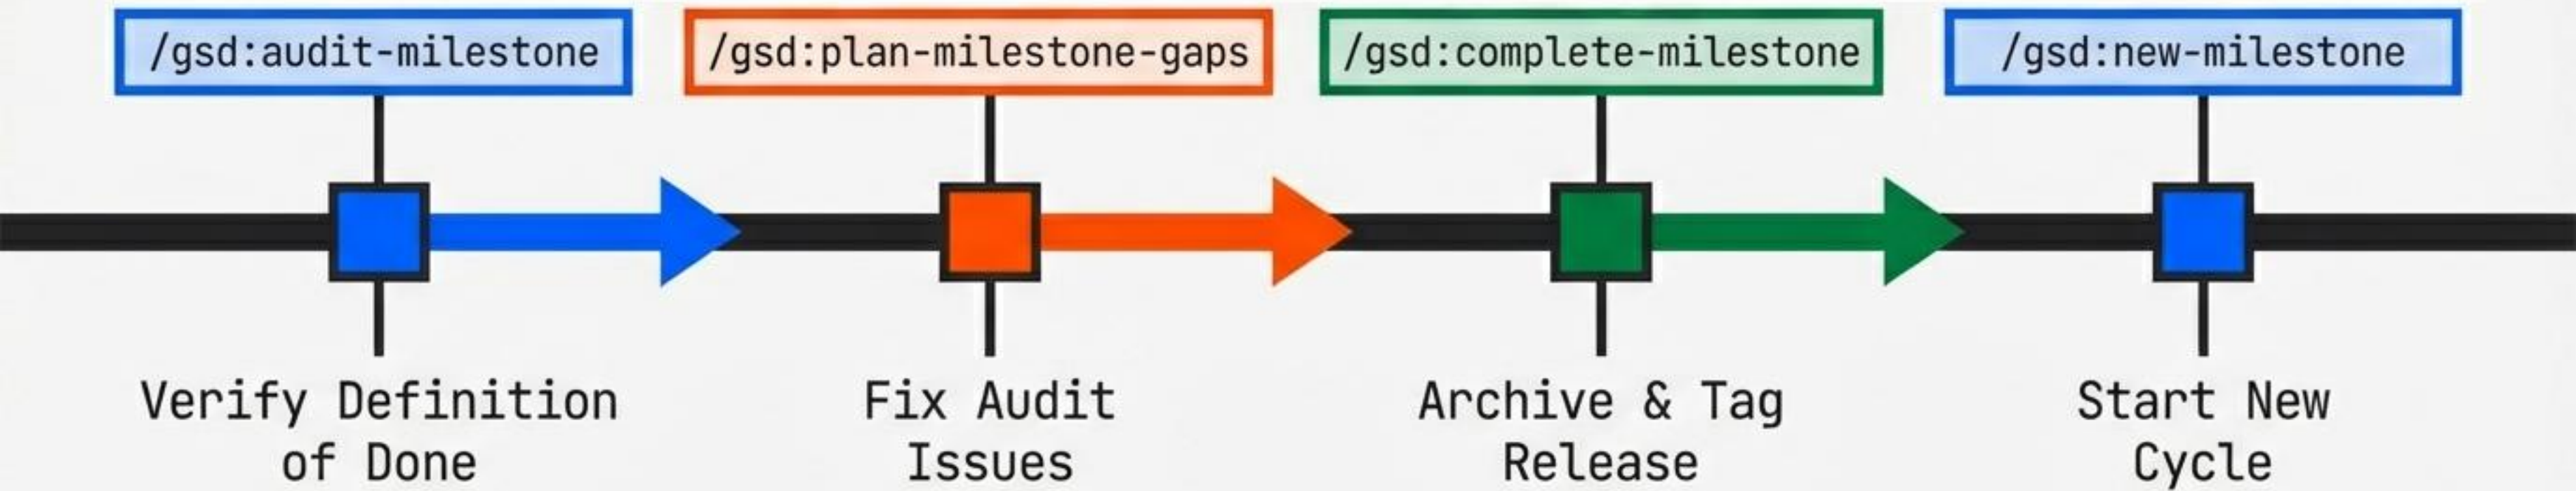 /gsd:audit-milestone
/gsd:plan-milestone-gaps
/gsd:complete-milestone
/gsd:new-milestone
Verify Definition
of Done
Fix Audit
Issues
Archive & Tag
Release
Start New
Cycle